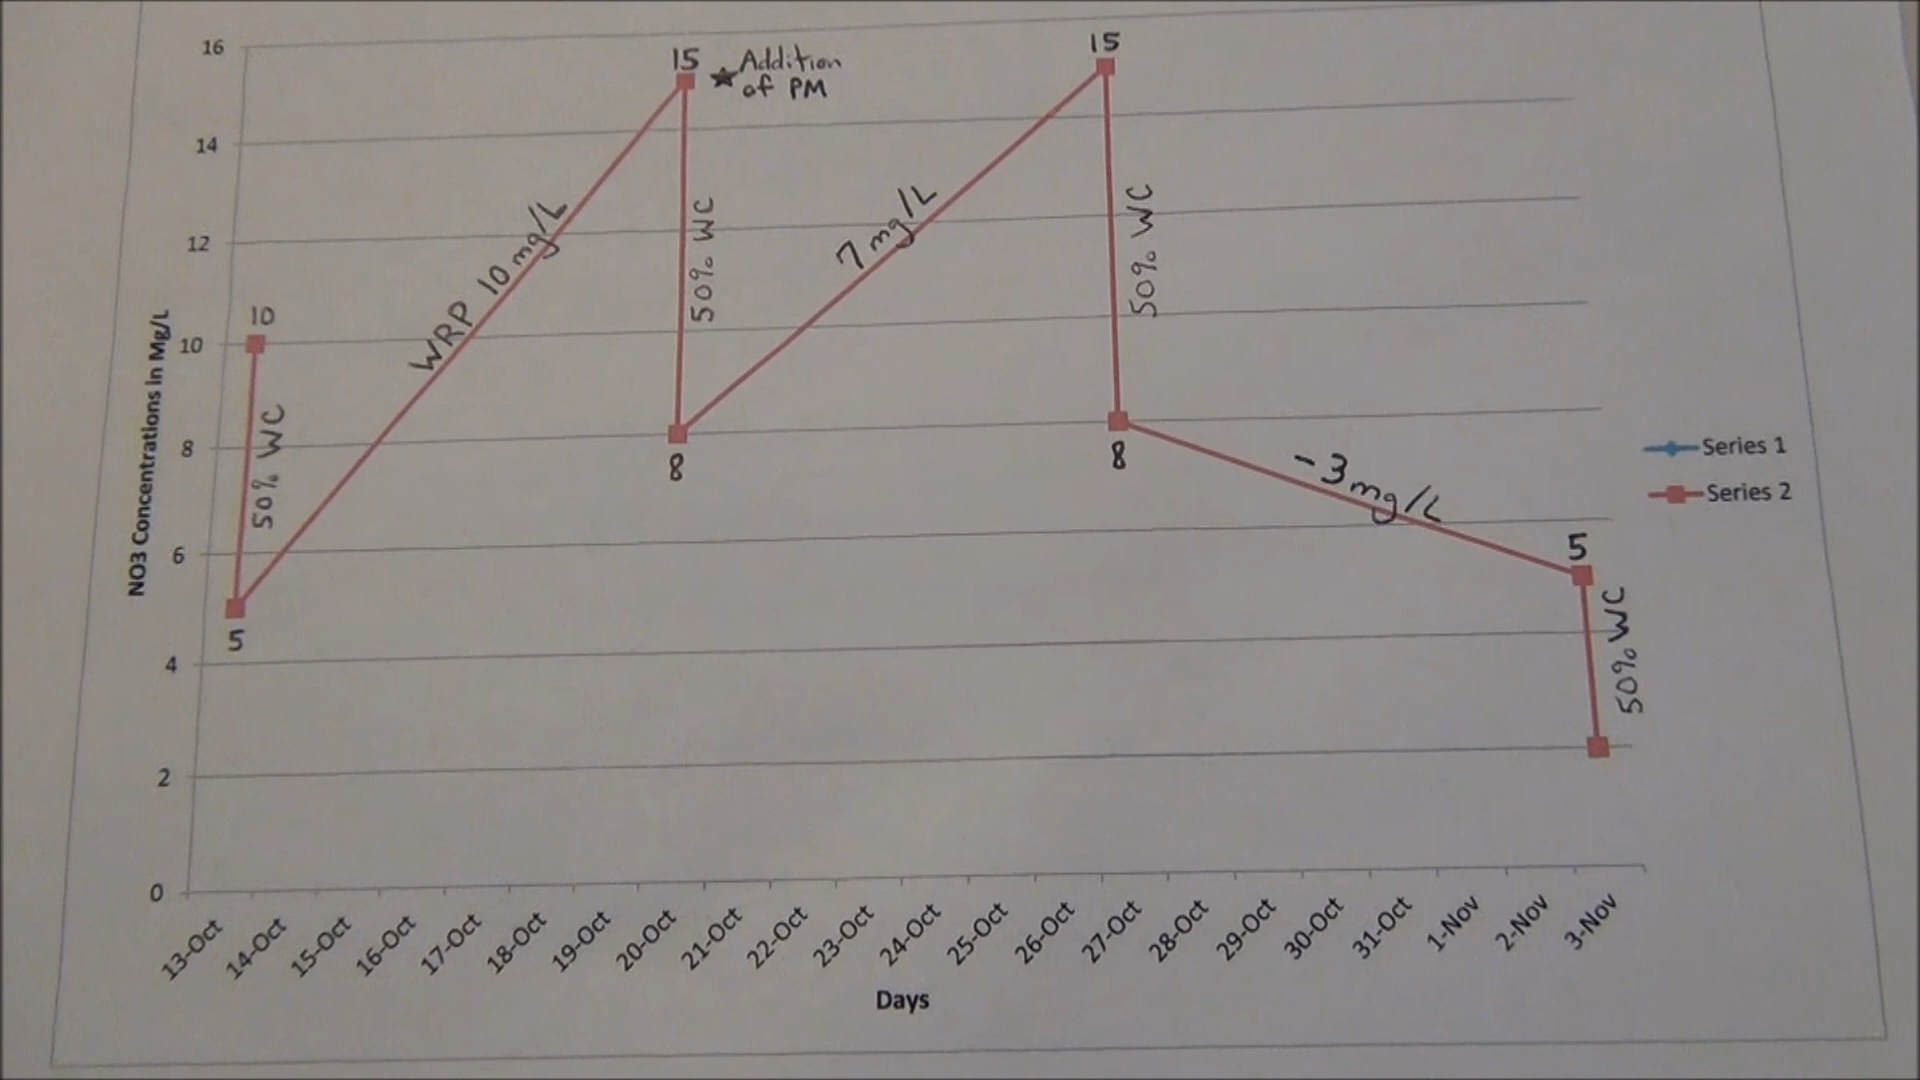 16
14
12
10
8
6
4
2
0
NO3 Concentrations in Mg/L
10
50% WC
5
WRP 10 mg/L
15
★ Addition
of PM
50% WC
8
7 mg/L
15
50% WC
8
-3 mg/L
5
50% WC
Series 1
Series 2
13-Oct
14-Oct
15-Oct
16-Oct
17-Oct
18-Oct
19-Oct
20-Oct
21-Oct
22-Oct
23-Oct
24-Oct
25-Oct
26-Oct
27-Oct
28-Oct
29-Oct
30-Oct
31-Oct
1-Nov
2-Nov
3-Nov
Days